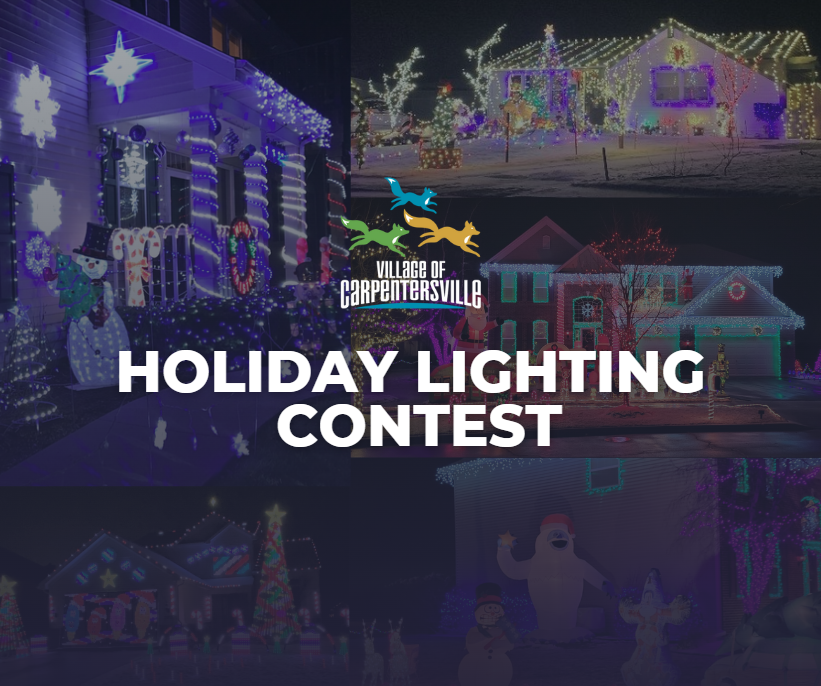 VILLAGE OF
CARPENTERSVILLE
HOLIDAY LIGHTING
CONTEST